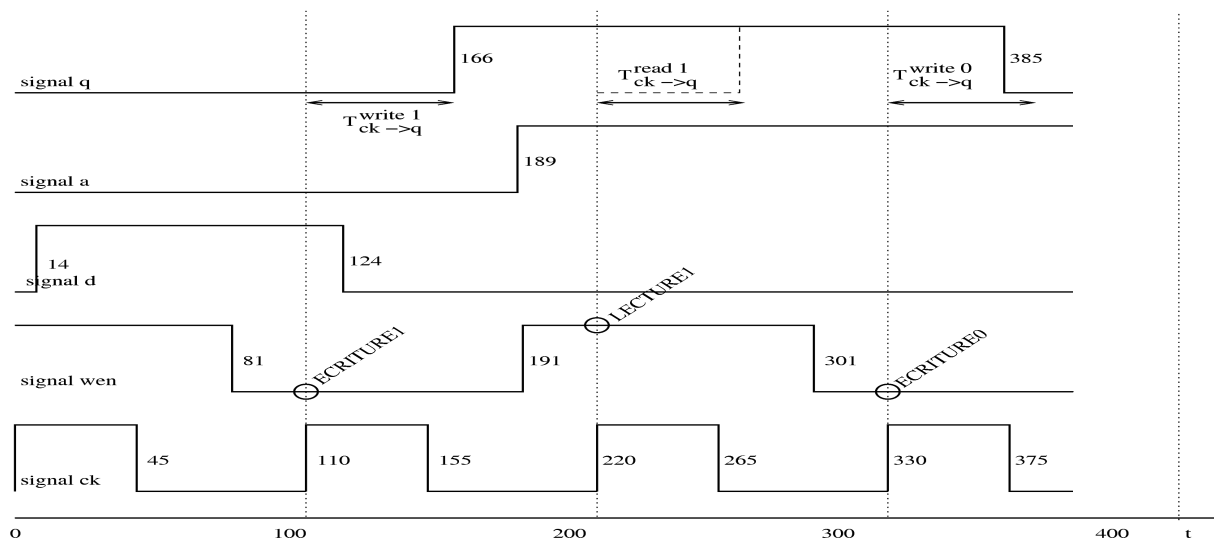 signal q
166
T read 1 ck −>q
T write 0 ck −>q
385
T write 1 ck −>q
signal a
189
signal d
14
124
signal wen
81
ECRITURE1
191
LECTURE1
301
ECRITURE0
signal ck
45
110
155
220
265
330
375
0
100
200
300
400
t